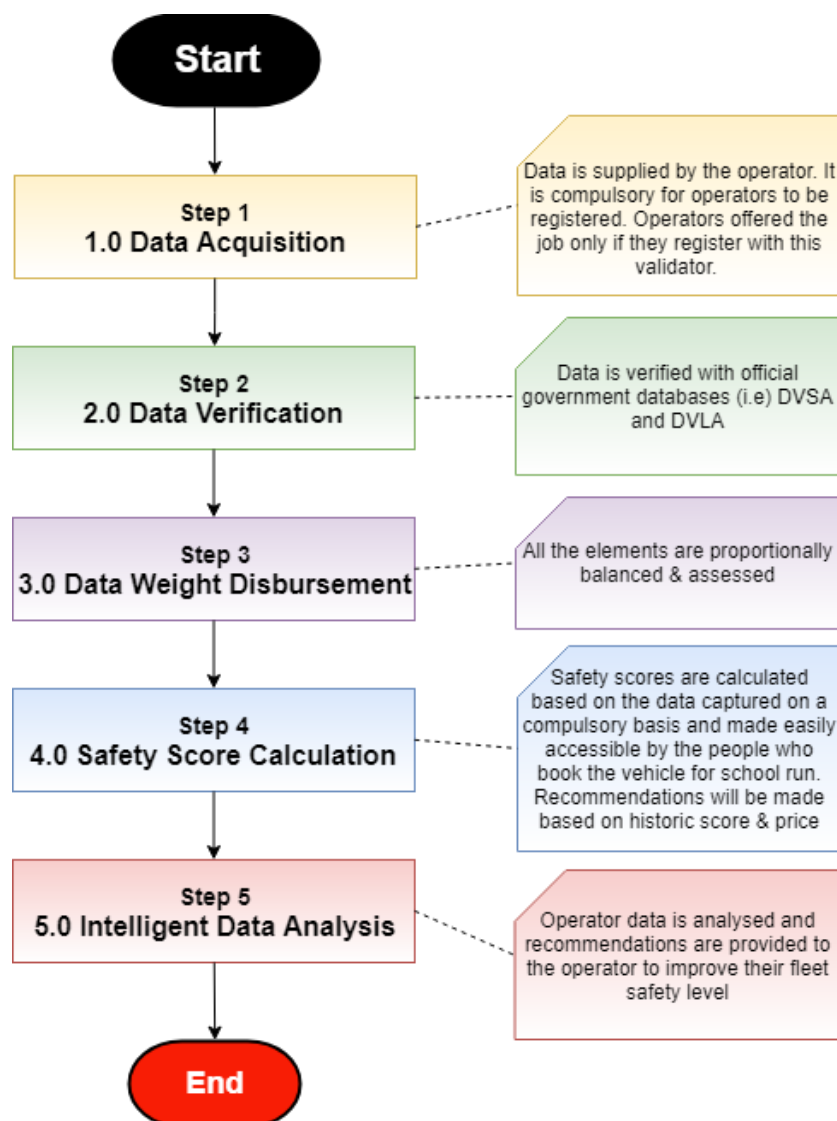 Start
Step 1
1.0 Data Acquisition
Data is supplied by the operator. It
is compulsory for operators to be
registered. Operators offered the
job only if they register with this
validator.
Step 2
2.0 Data Verification
Data is verified with official
government databases (i.e) DVSA
and DVLA
Step 3
3.0 Data Weight Disbursement
All the elements are proportionally
balanced & assessed
Step 4
4.0 Safety Score Calculation
Safety scores are calculated
based on the data captured on a
compulsory basis and made easily
accessible by the people who
book the vehicle for school run.
Recommendations will be made
based on historic score & price
Step 5
5.0 Intelligent Data Analysis
Operator data is analysed and
recommendations are provided to
the operator to improve their fleet
safety level
End